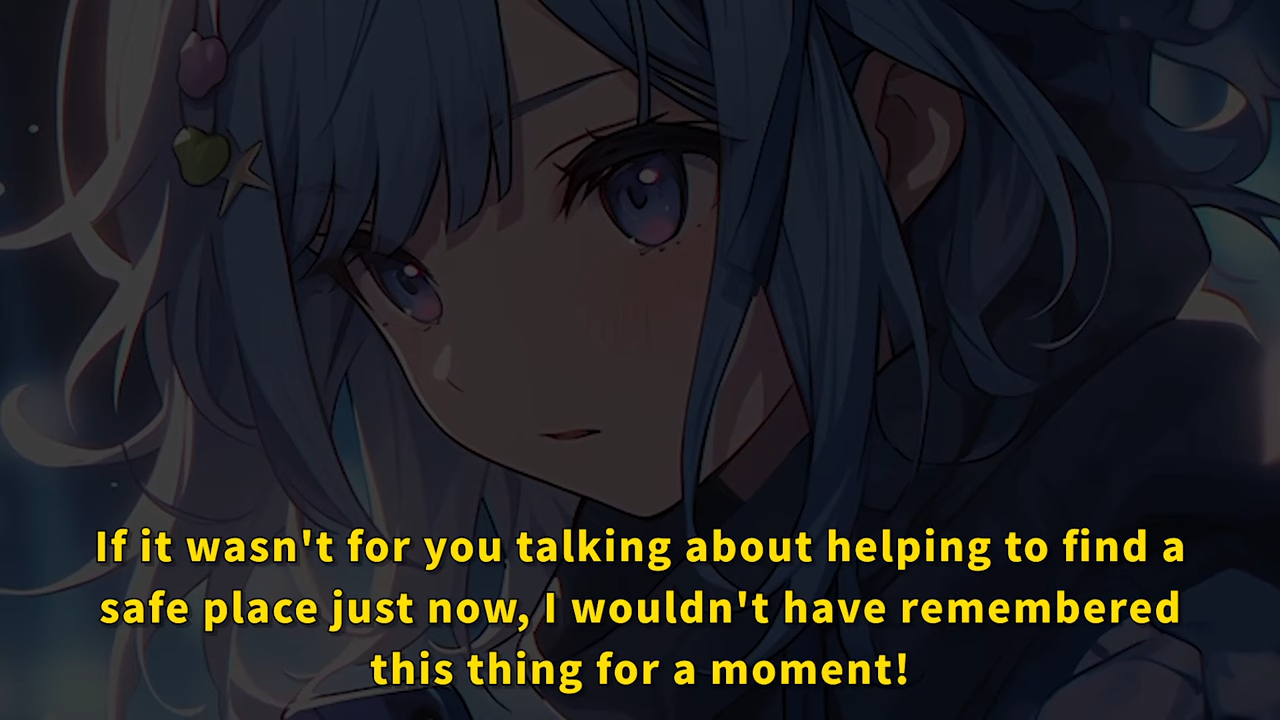 If it wasn't for you talking about helping to find a
safe place just now, I wouldn't have remembered
this thing for a moment!